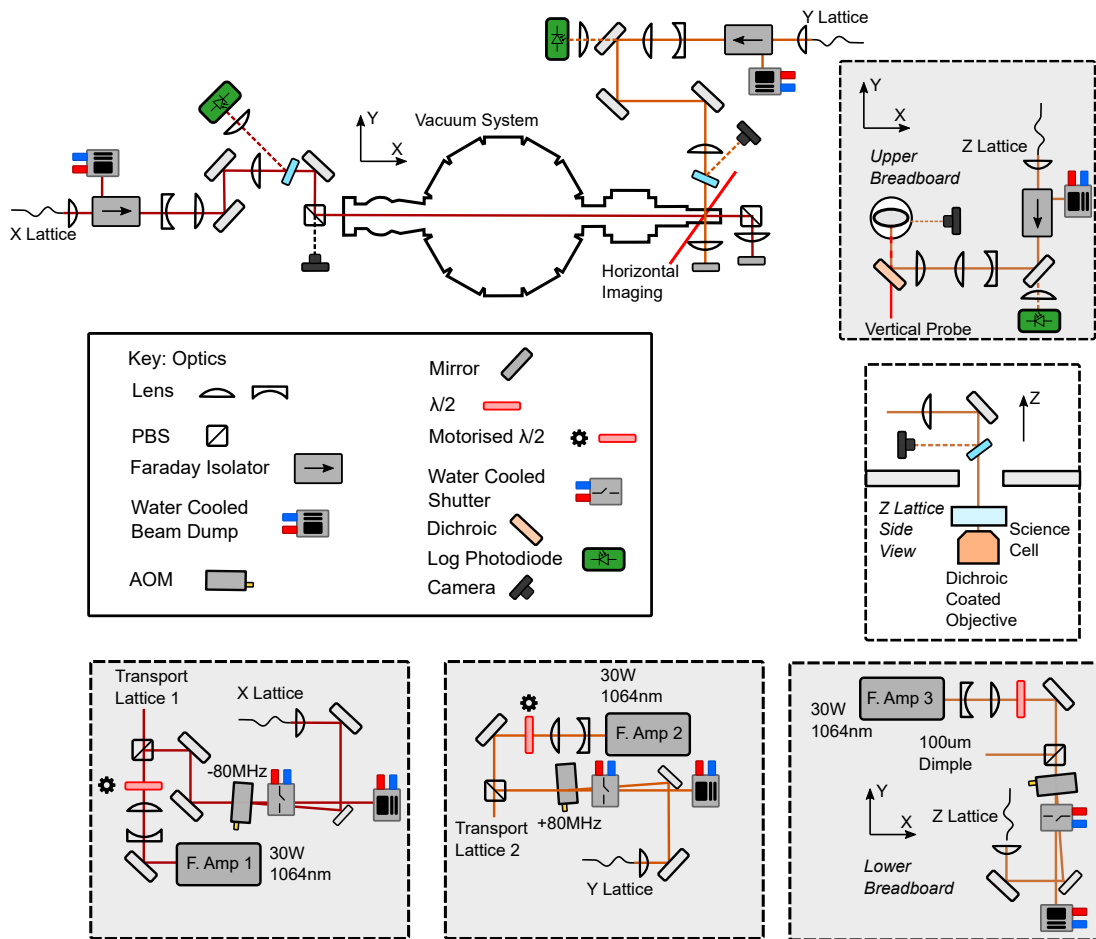 Y Lattice
Vacuum System
Y
X
X Lattice
Horizontal
Imaging
Y
X
Z Lattice
Upper
Breadboard
Vertical Probe
Key: Optics
Lens
PBS
Faraday Isolator
Water Cooled
Beam Dump
AOM
Mirror
λ/2
Motorised λ/2
Water Cooled
Shutter
Dichroic
Log Photodiode
Camera
Z
Z Lattice
Side
View
Science
Cell
Dichroic
Coated
Objective
Transport
Lattice 1
X Lattice
-80MHz
F. Amp 1
30W
1064nm
30W
1064nm
F. Amp 2
+80MHz
Transport
Lattice 2
Y Lattice
30W
1064nm
F. Amp 3
100um
Dimple
Y
X
Z Lattice
Lower
Breadboard